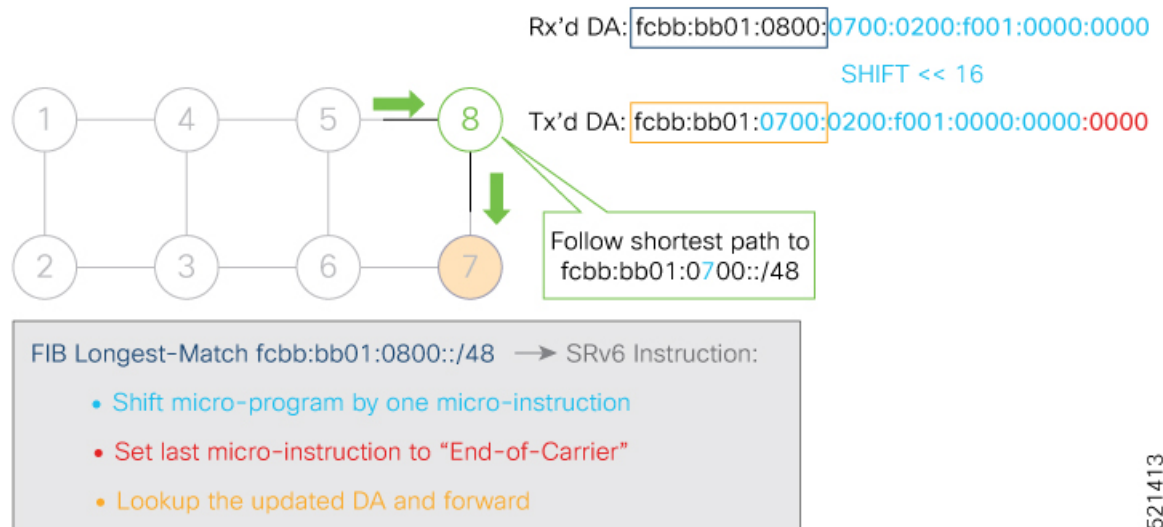 Rx'd DA: fcbb:bb01:0800:0700:0200:f001:0000:0000
SHIFT << 16
Tx'd DA: fcbb:bb01:0700:0200:f001:0000:0000:0000
1 4 5 8
Follow shortest path to
fcbb:bb01:0700::/48
2 3 6 7
FIB Longest-Match fcbb:bb01:0800::/48 → SRv6 Instruction:
• Shift micro-program by one micro-instruction
• Set last micro-instruction to “End-of-Carrier”
• Lookup the updated DA and forward
521413